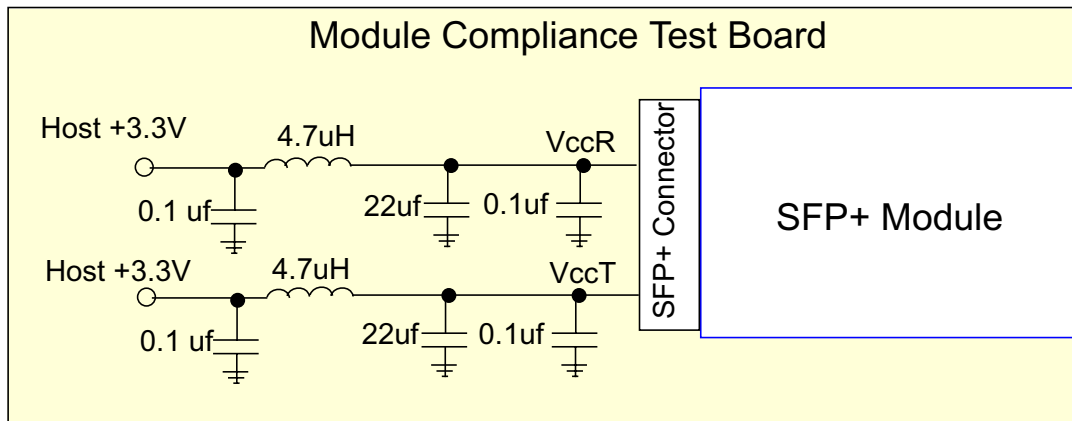 Module Compliance Test Board
Host +3.3V
4.7uH
VccR
0.1 uf
22uf
0.1uf
Host +3.3V
4.7uH
VccT
0.1 uf
22uf
0.1uf
SFP+ Connector
SFP+ Module